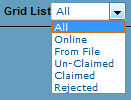 Grid List All
All
Online
From File
Un-Claimed
Claimed
Rejected